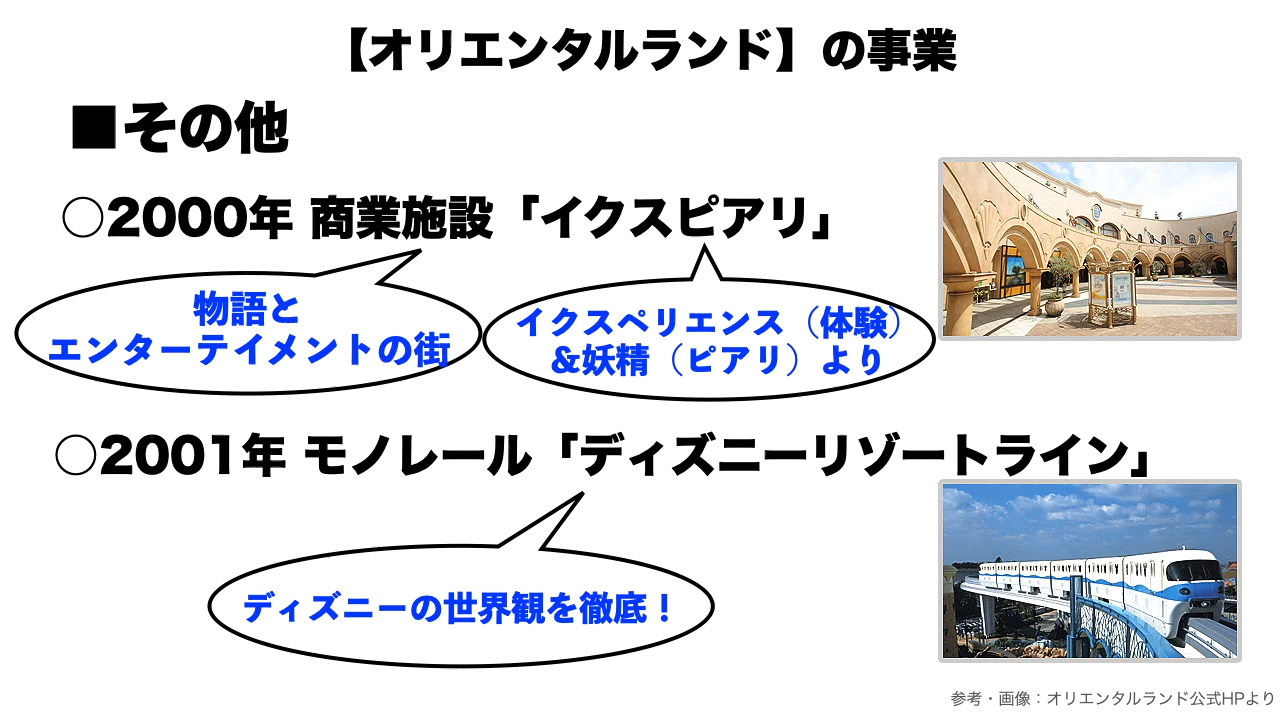 【オリエンタルランド】の事業
■その他
○2000年 商業施設「イクスピアリ」
物語と
エンターテイメントの街
イクスペリエンス（体験）
＆妖精（ピアリ）より
○2001年 モノレール「ディズニーリゾートライン」
ディズニーの世界観を徹底！
参考・画像：オリエンタルランド公式HPより